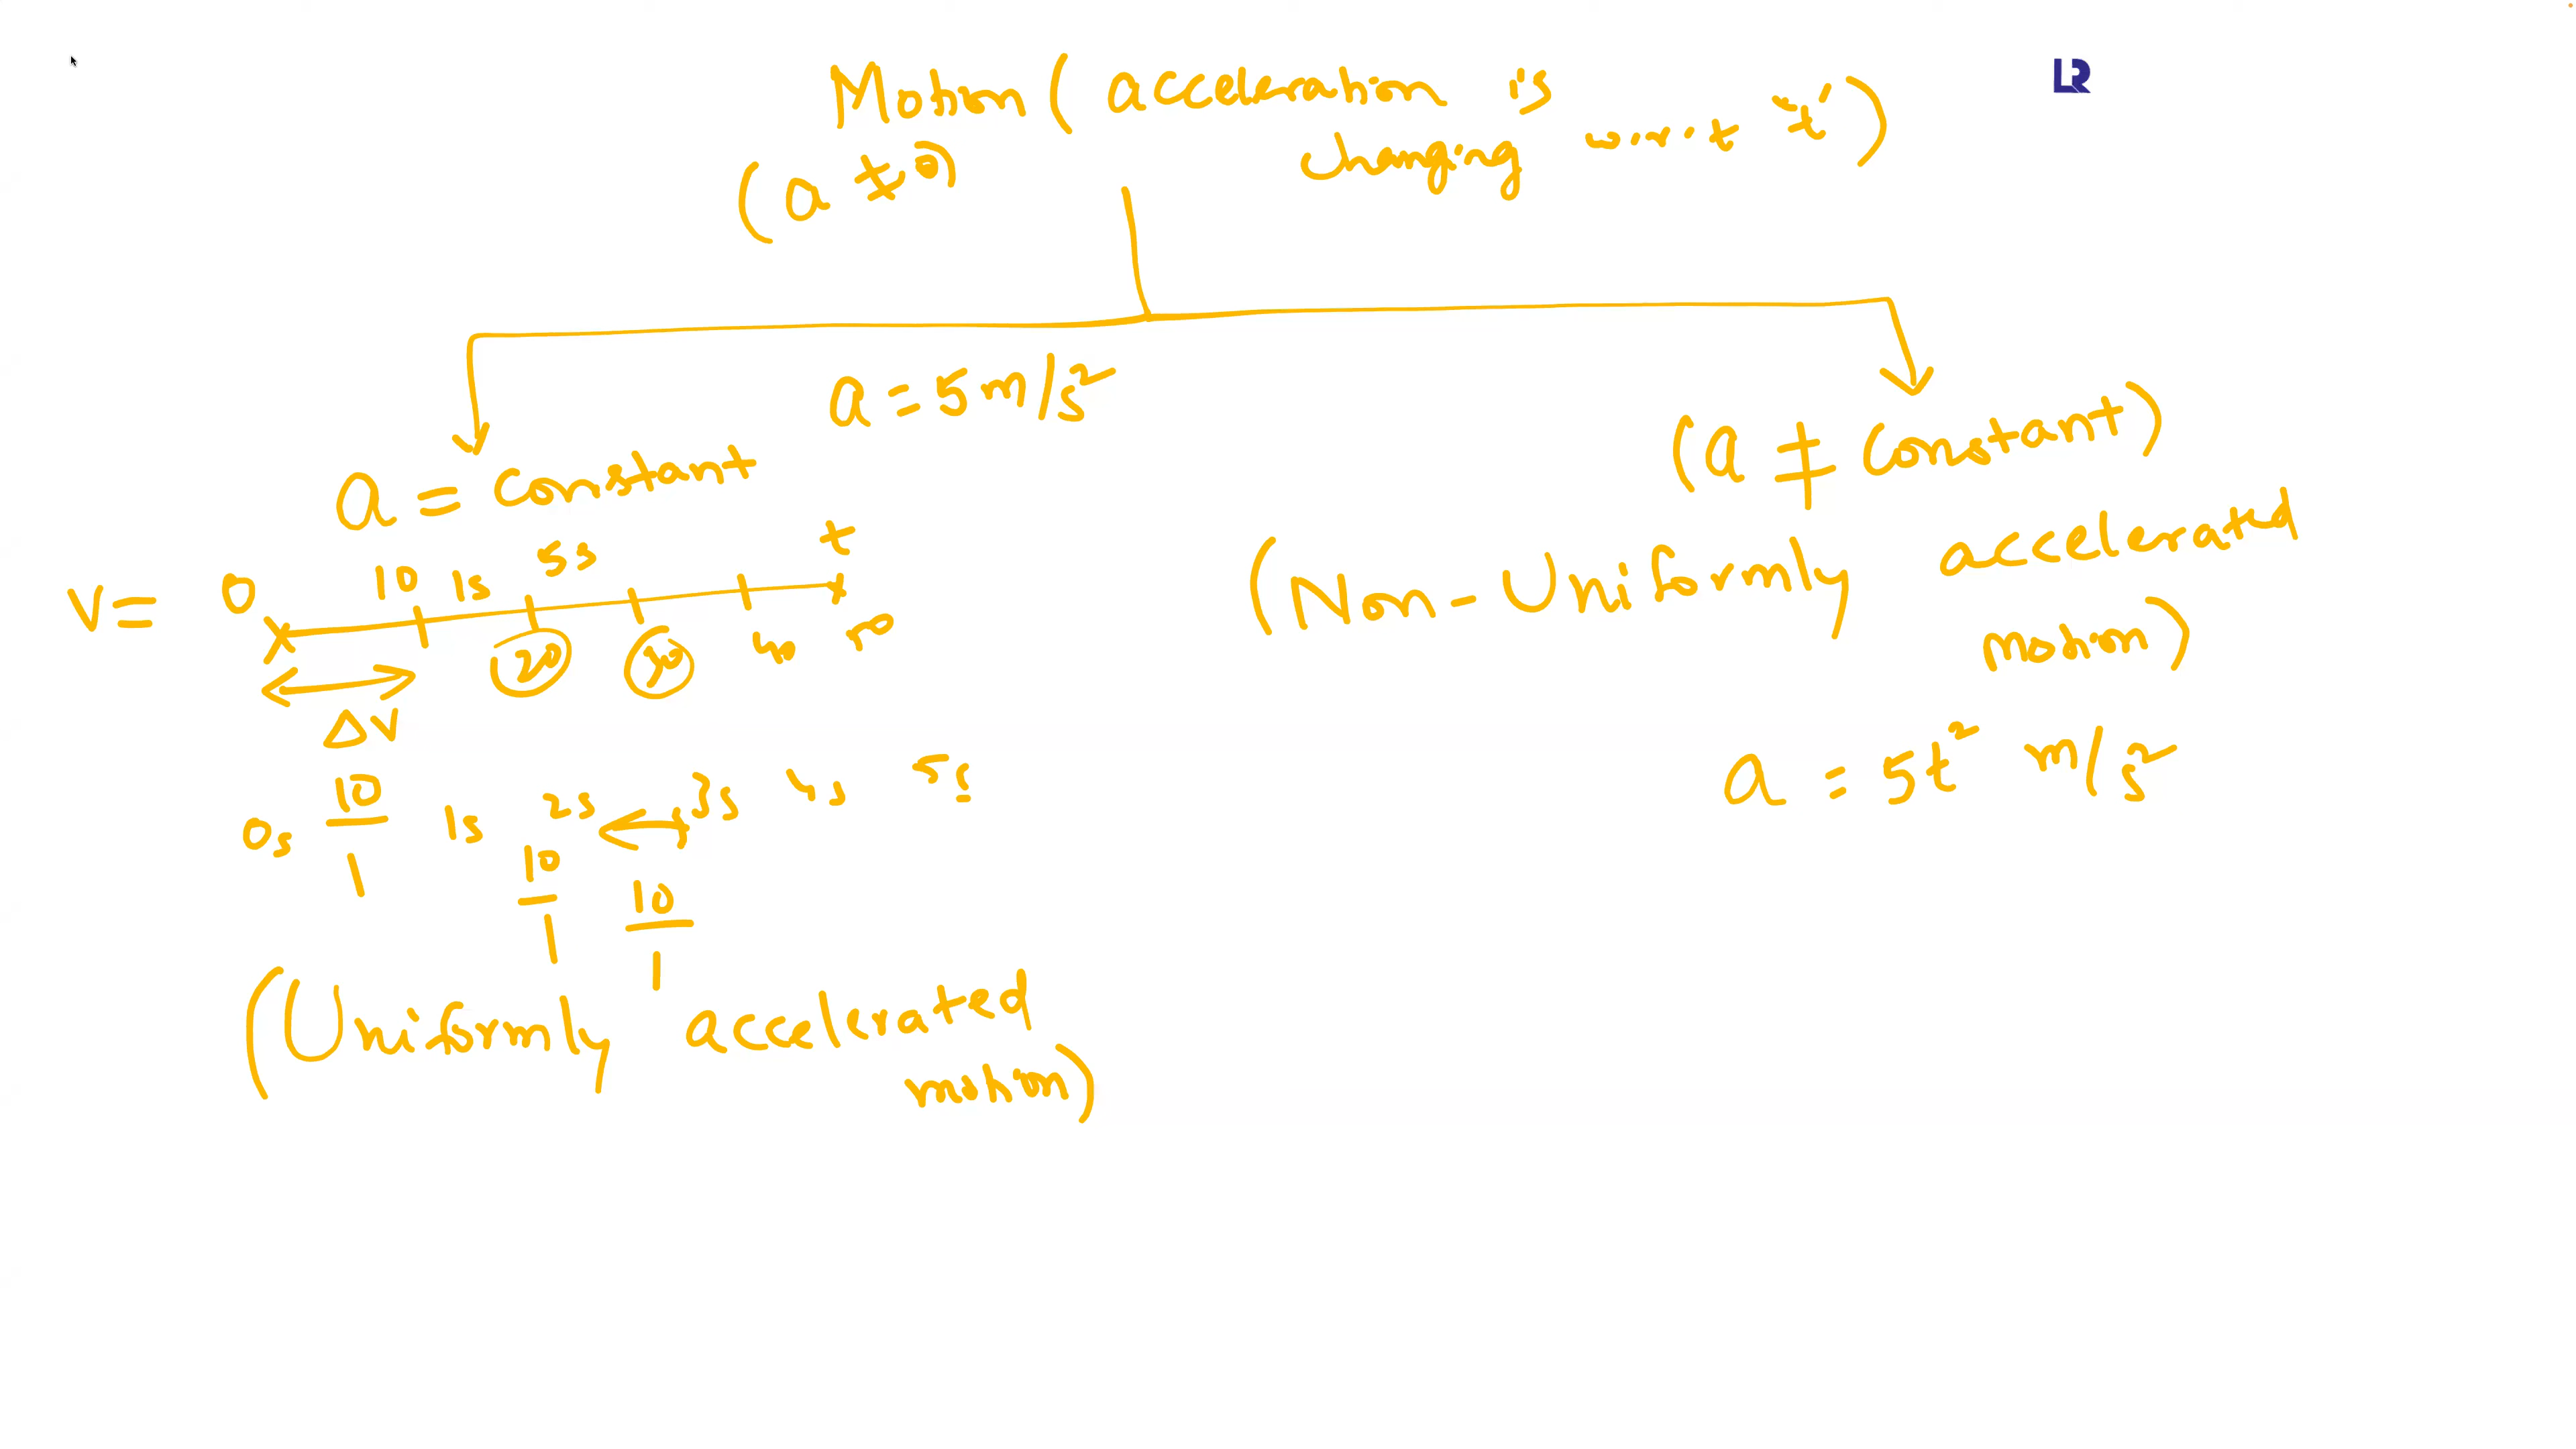 LR
Motion ( acceleration is
changing w.r.t 't' )
(a ≠ 0)
a = 5 m/s²
a = constant
(a ≠ constant)
t
5s
V = 0 10 1s
20 30 40 50
ΔV
(Non-Uniformly accelerated
motion)
a = 5t² m/s²
0s 10/1 1s 2s 3s 4s 5s
10/1 10/1
(Uniformly accelerated
motion)